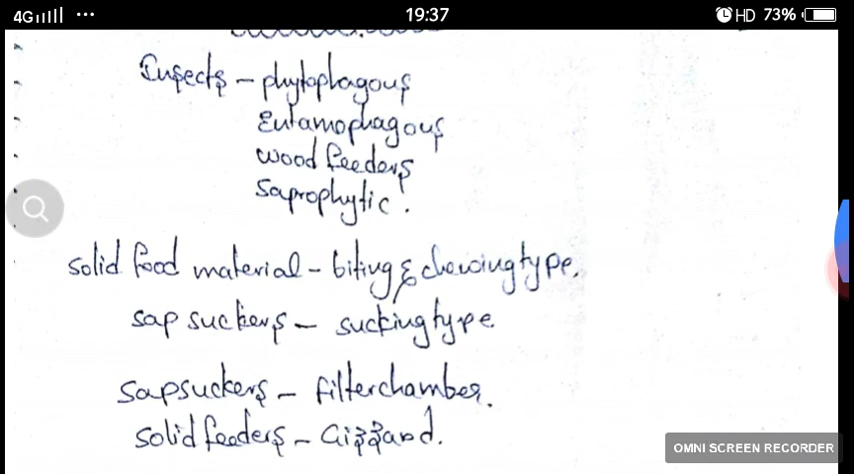 4G 19:37 HD 73%
Insects - phytophagous
Entamophagous
wood feeders
Saprophytic.
solid food material - biting & chewing type.
sap suckers - sucking type
Sapsuckers - filterchamber.
Solid feeders - Gizzard.
OMNI SCREEN RECORDER